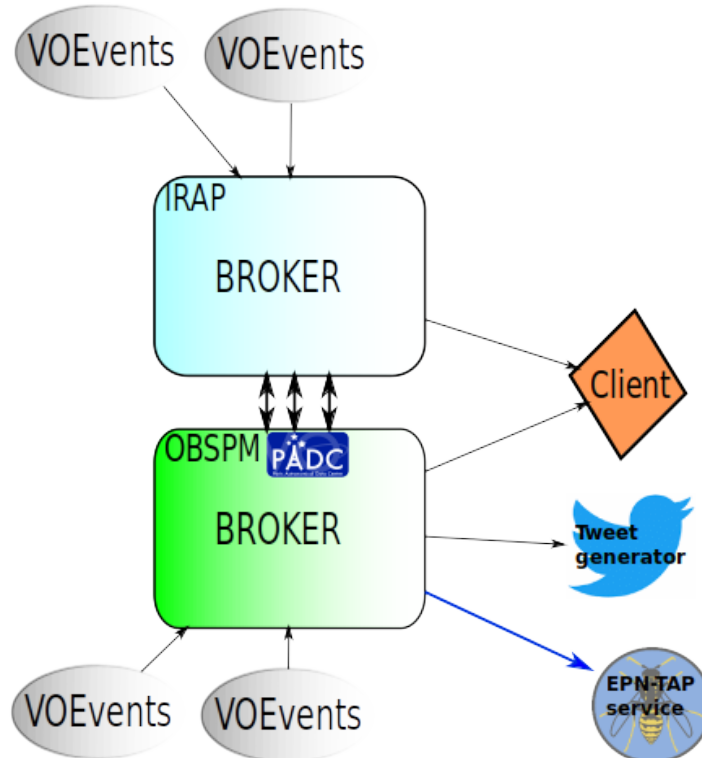 VOEvents
VOEvents
IRAP
BROKER
Client
OBSPM
PADC
BROKER
Tweet
generator
EPN-TAP
service
VOEvents
VOEvents